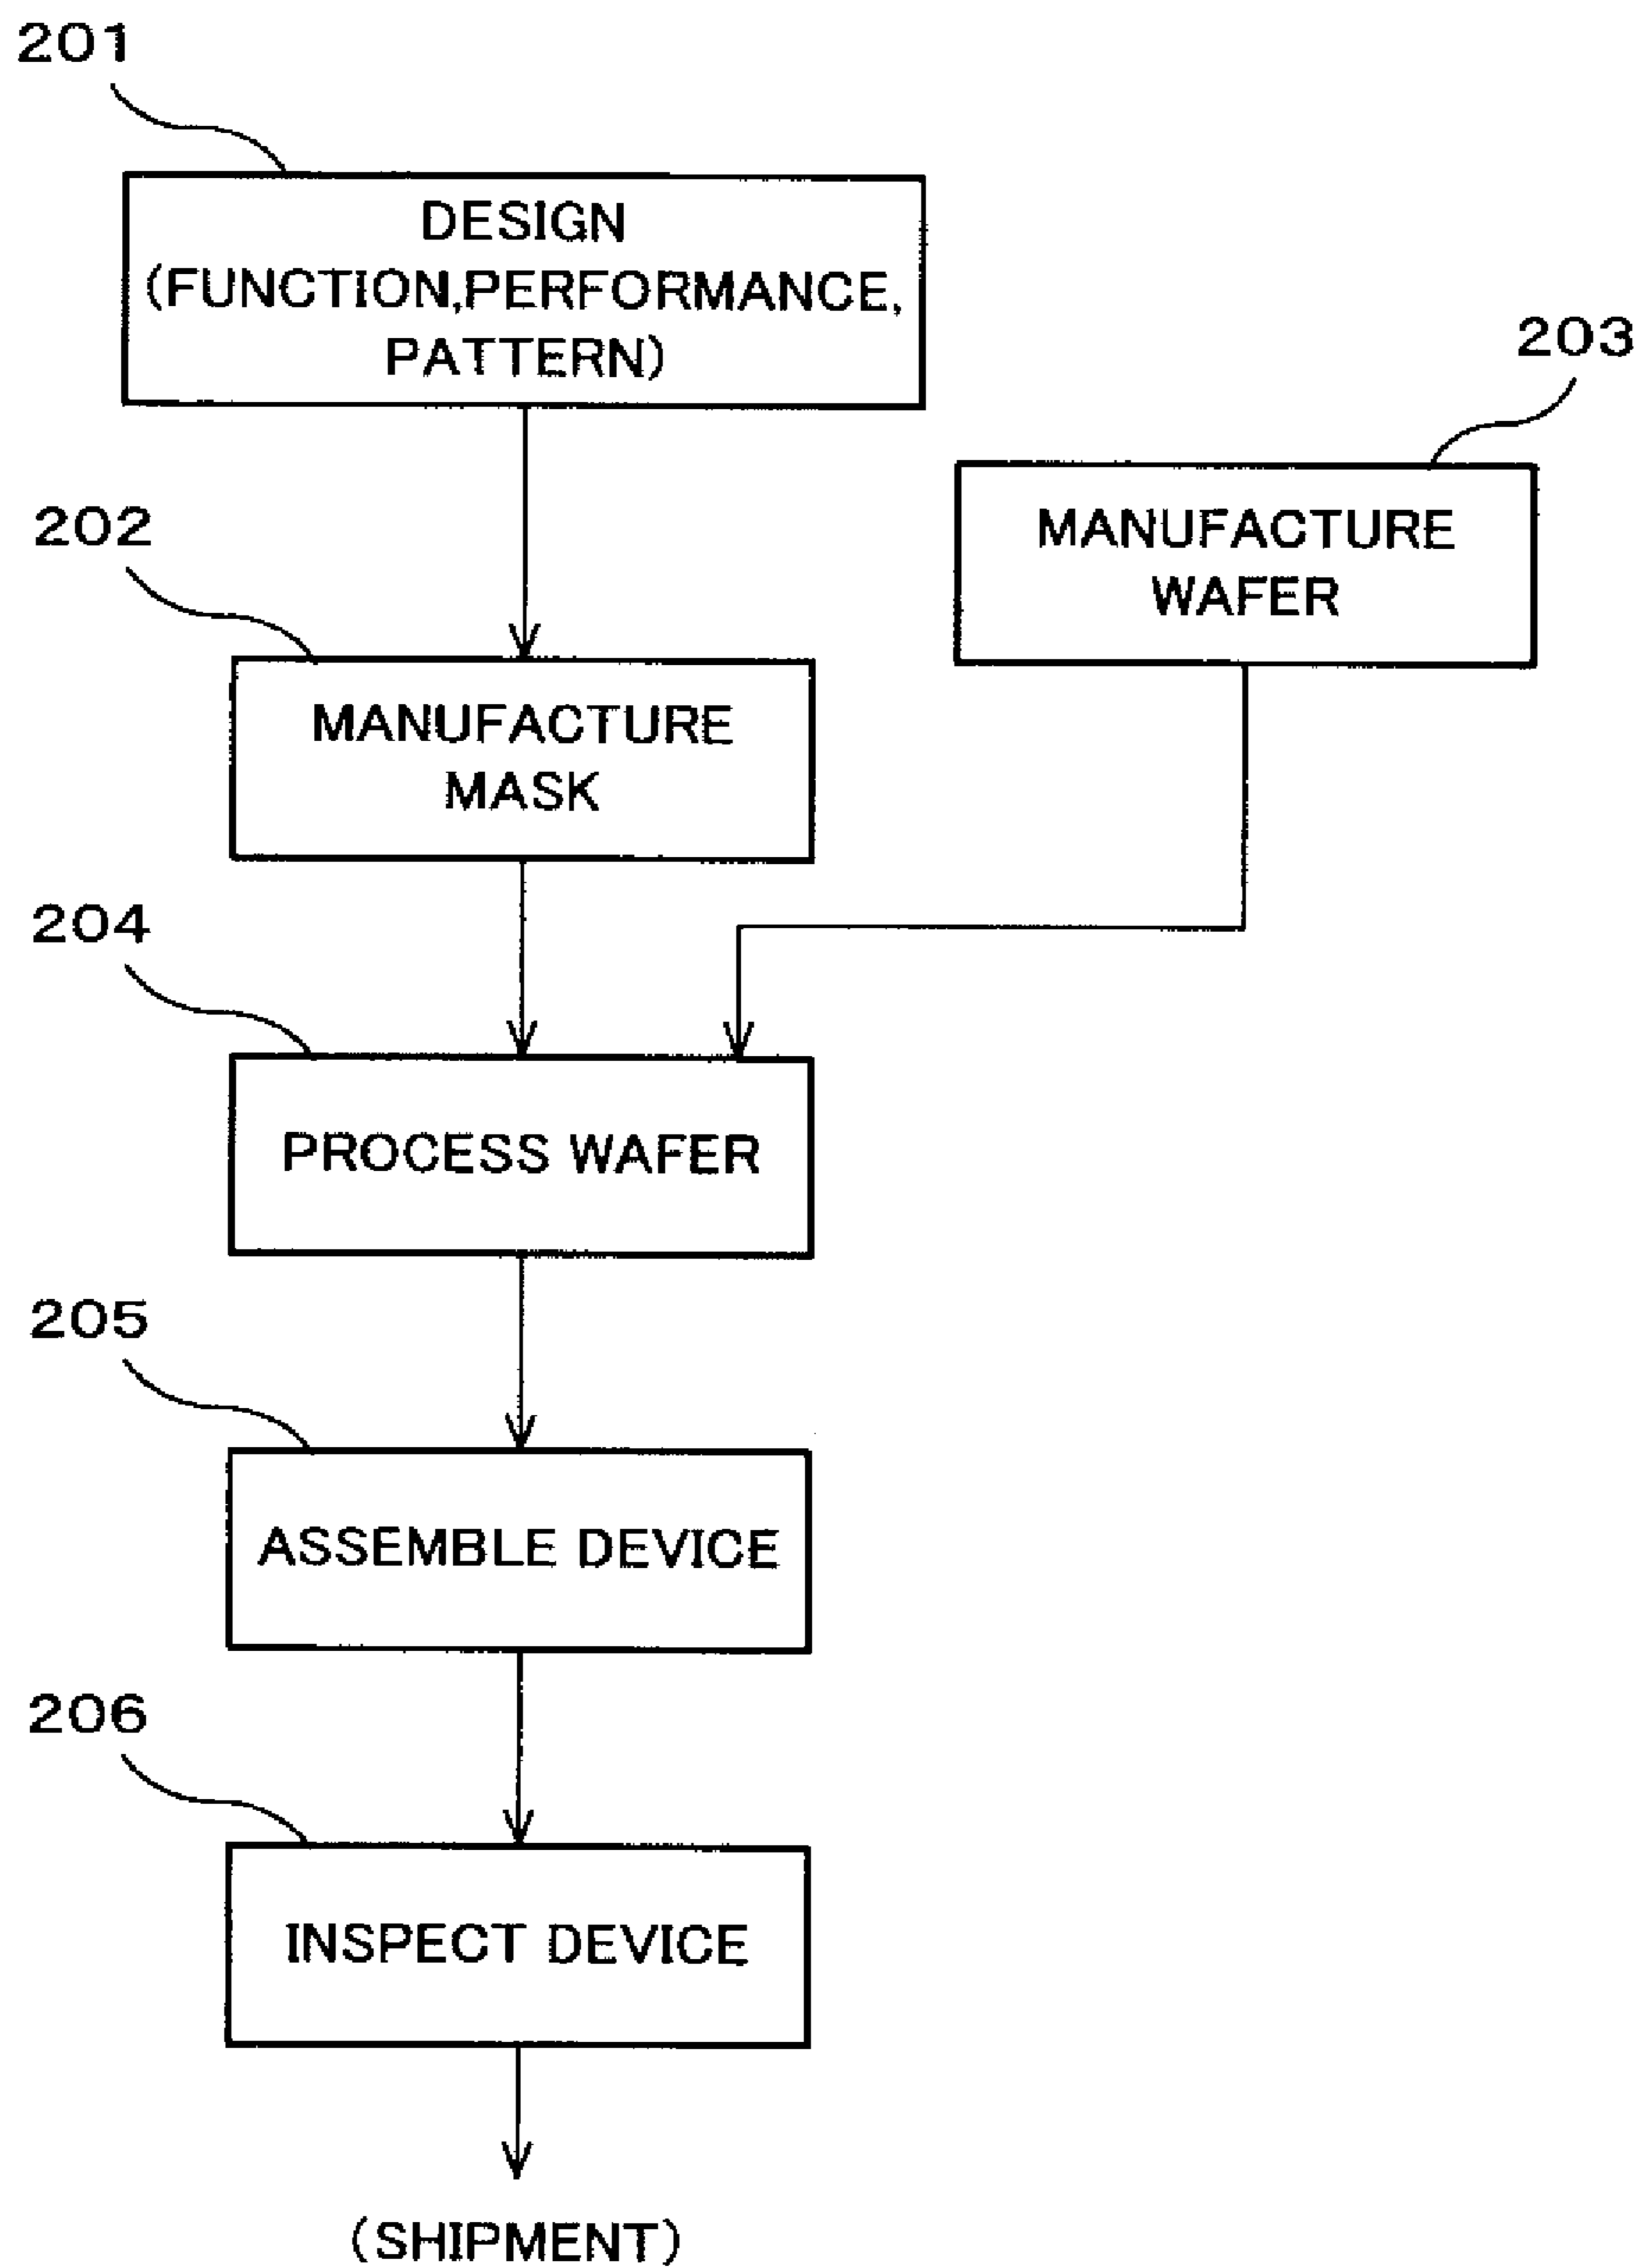 201
DESIGN
(FUNCTION,PERFORMANCE,
PATTERN)
203
MANUFACTURE
WAFER
202
MANUFACTURE
MASK
204
PROCESS WAFER
205
ASSEMBLE DEVICE
206
INSPECT DEVICE
(SHIPMENT)